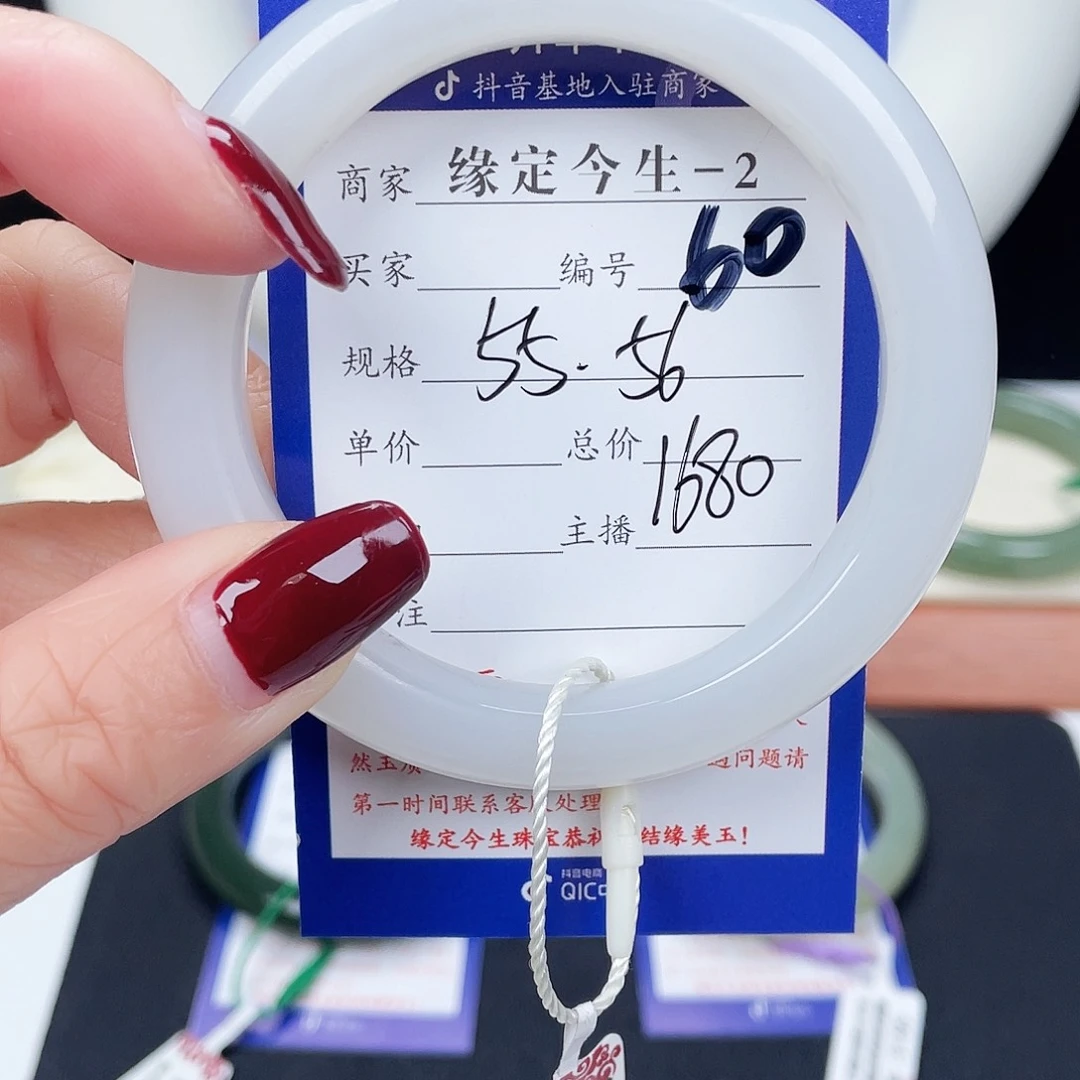 抖音基地入驻商家
商家 缘定今生-2
买家 编号 60
规格 55.56
单价 总价 1680
主播
注
然玉质 遇问题请
第一时间联系客服处理
缘定今生珠宝恭祝 结缘美玉！
抖音电商
QIC